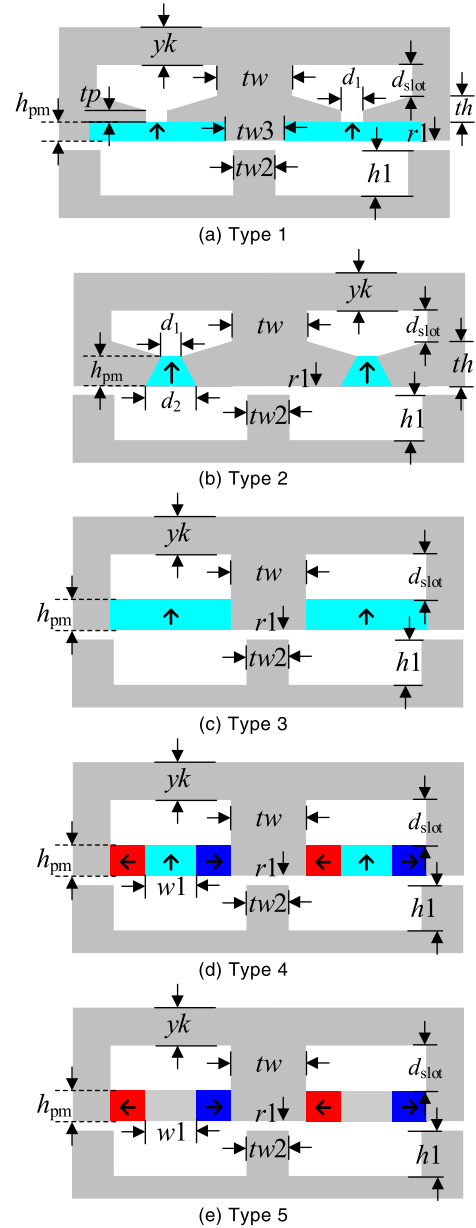 yk
tw
d1
dslot
tp
hpm
th
tw3
r1
tw2
h1
(a) Type 1
yk
d1
tw
dslot
hpm
r1
th
d2
tw2
h1
(b) Type 2
yk
tw
dslot
hpm
r1
tw2
h1
(c) Type 3
yk
tw
dslot
hpm
r1
w1
tw2
h1
(d) Type 4
yk
tw
dslot
hpm
r1
w1
tw2
h1
(e) Type 5